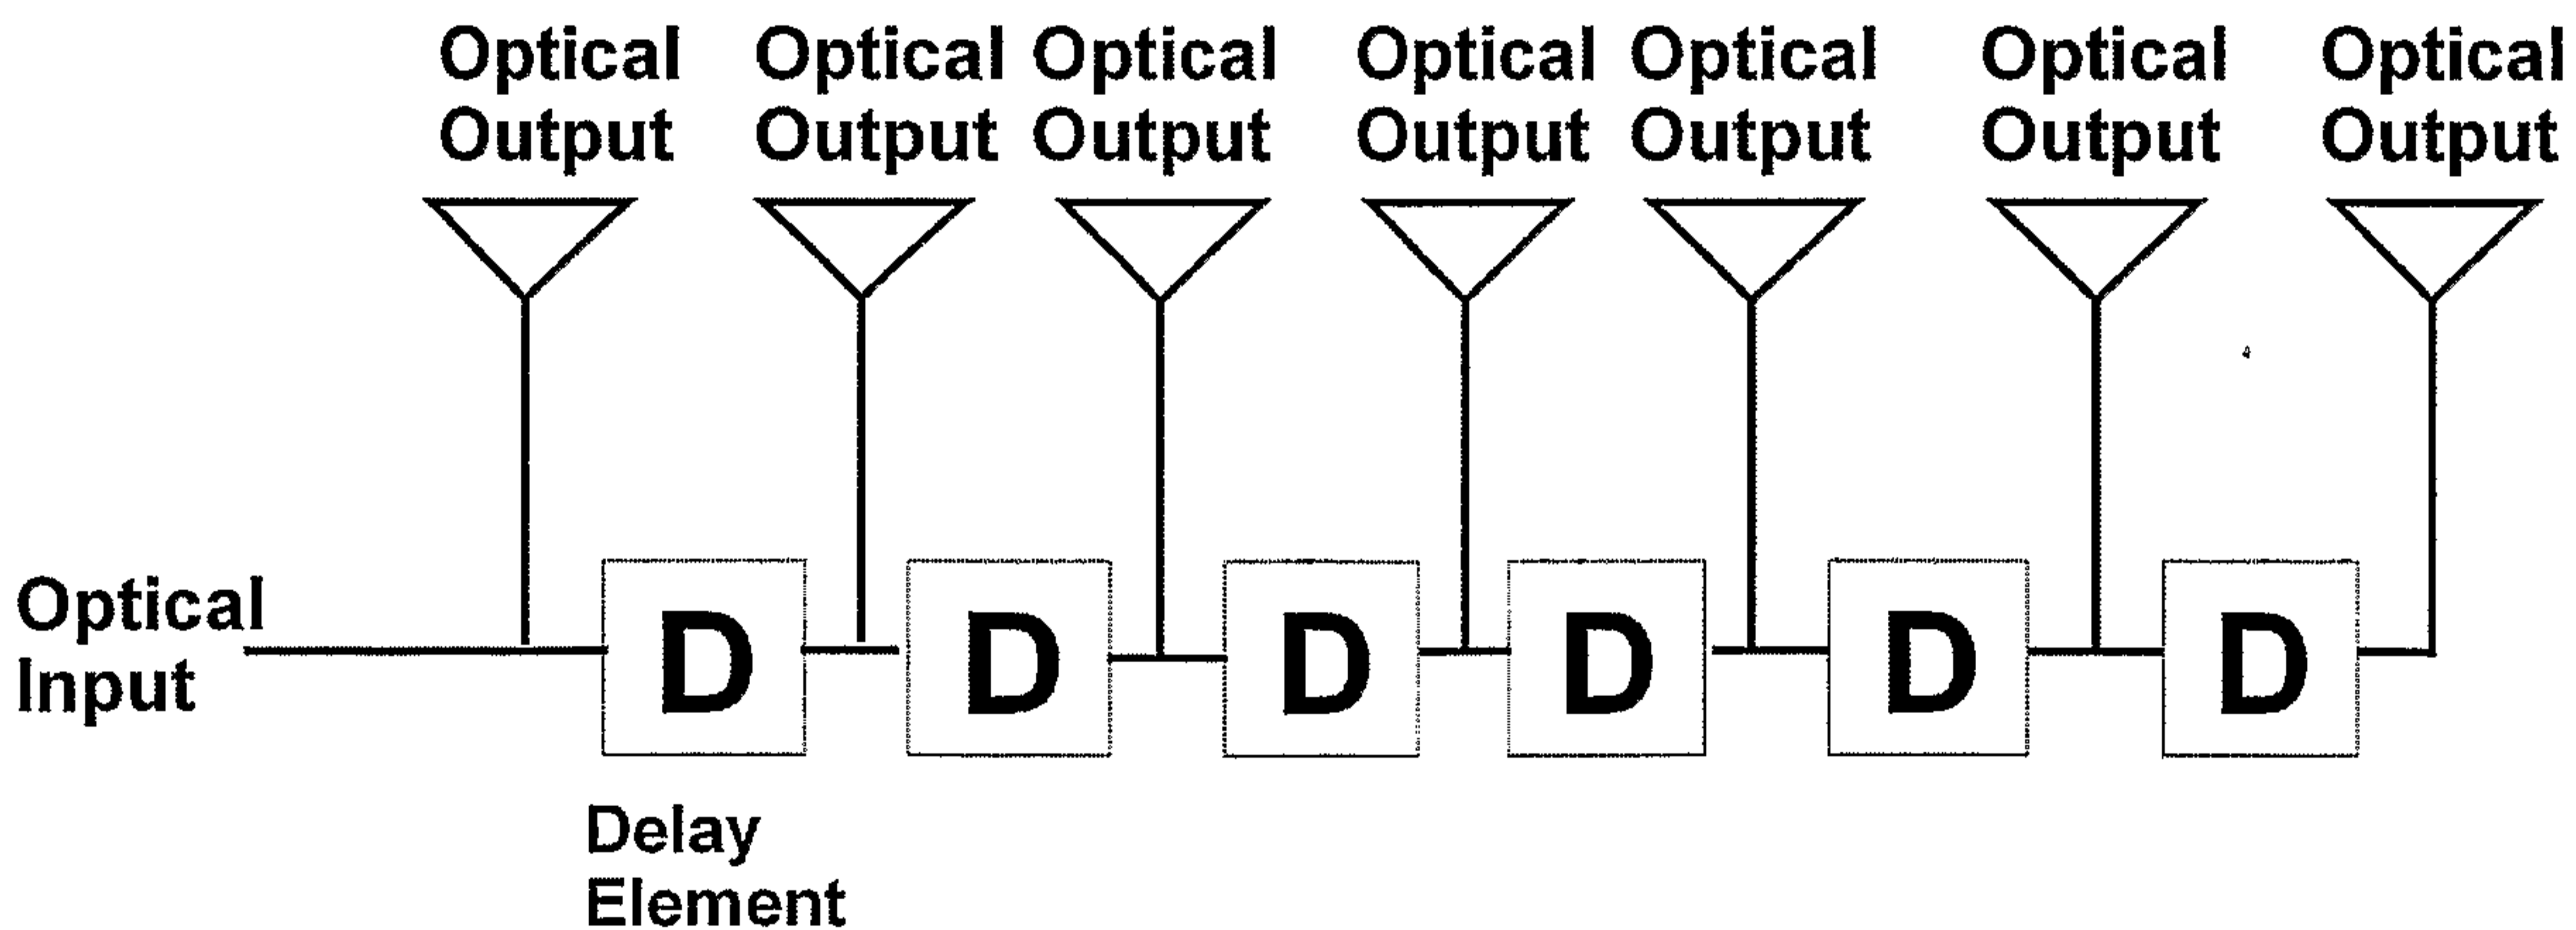 Optical Optical Optical Optical Optical Optical Optical
Output Output Output Output Output Output Output
Optical
Input
D D D D D D
Delay
Element